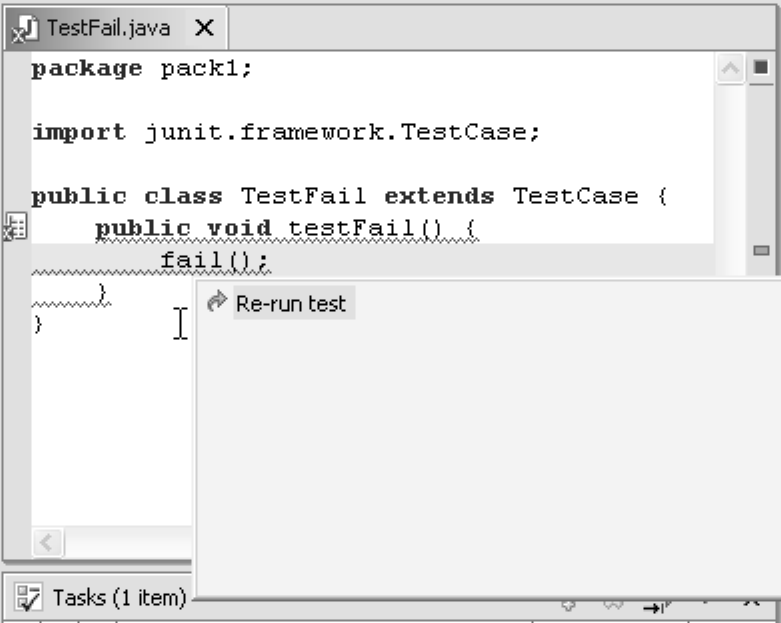 TestFail.java X
package pack1;
import junit.framework.TestCase;
public class TestFail extends TestCase {
public void testFail() {
fail();
}
}
Re-run test
Tasks (1 item)